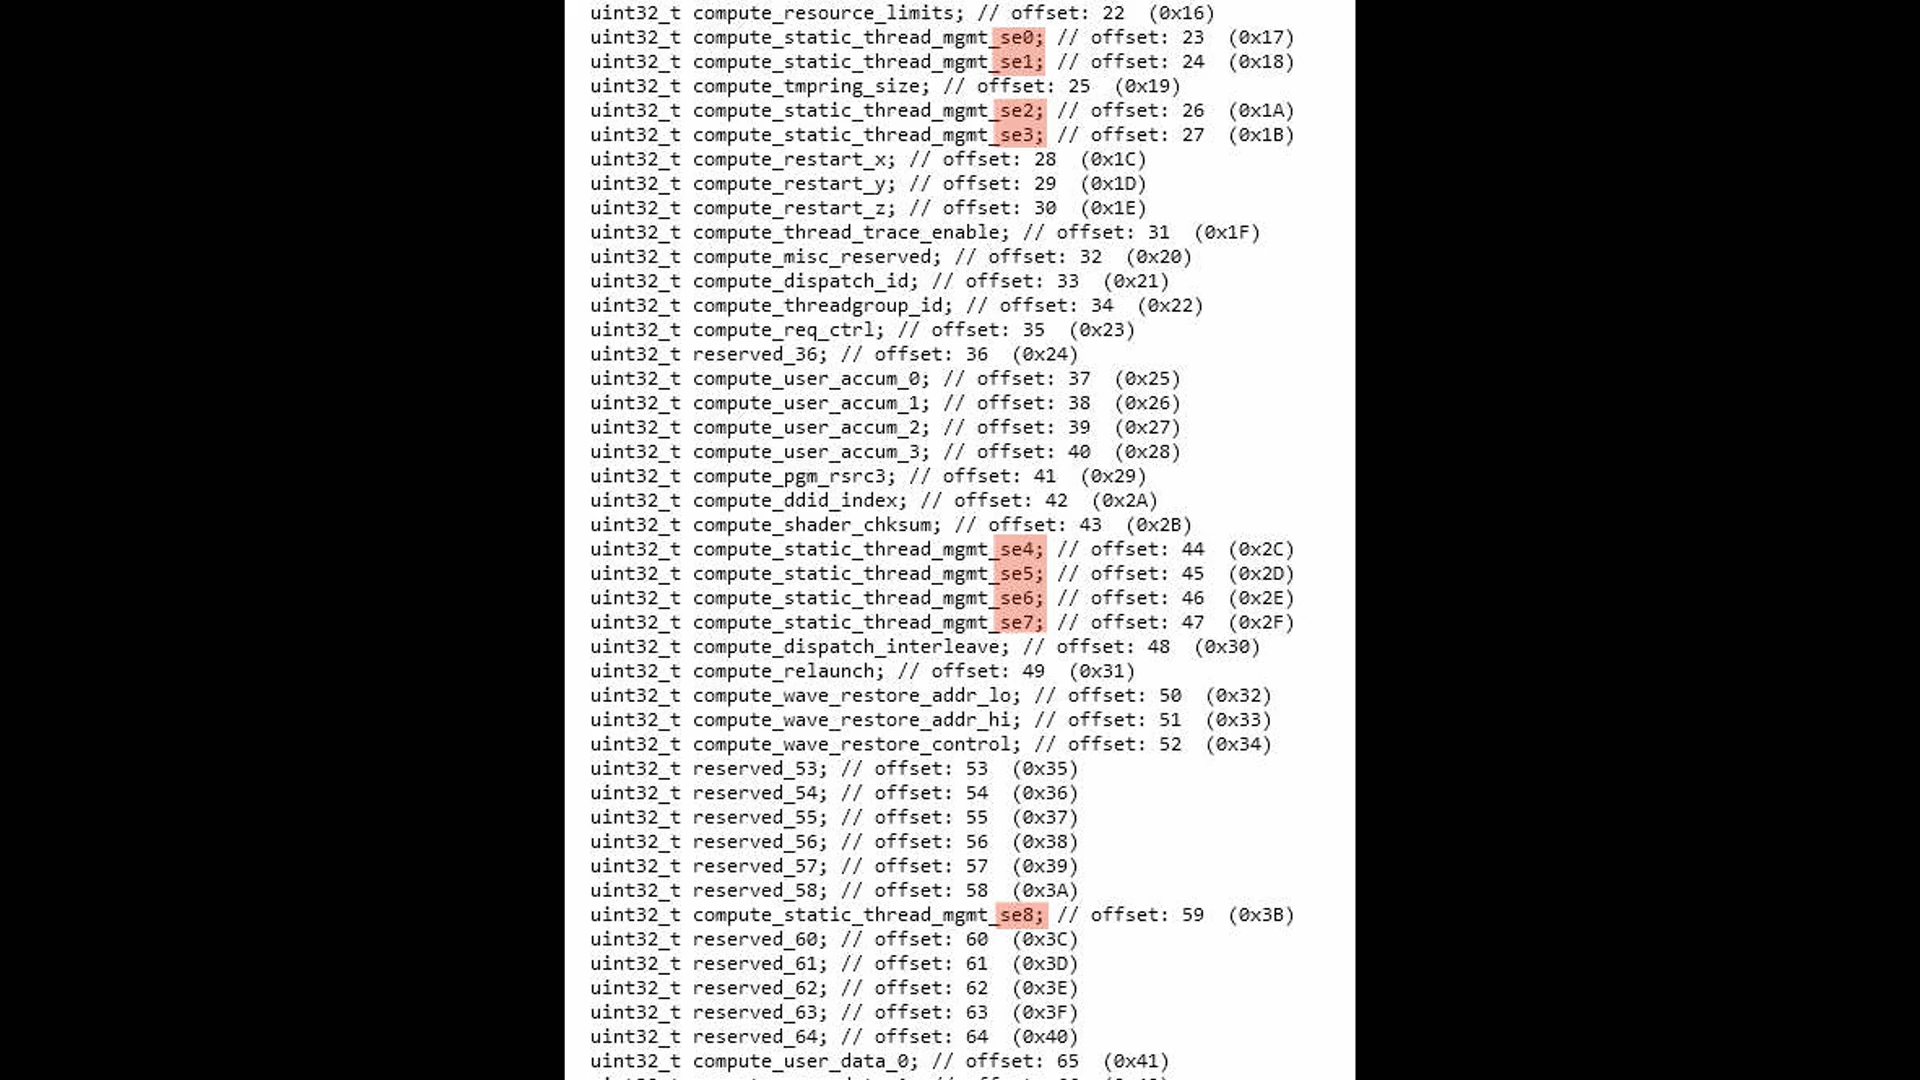 uint32_t compute_resource_limits; // offset: 22  (0x16)
uint32_t compute_static_thread_mgmt_se0; // offset: 23  (0x17)
uint32_t compute_static_thread_mgmt_se1; // offset: 24  (0x18)
uint32_t compute_tmpring_size; // offset: 25  (0x19)
uint32_t compute_static_thread_mgmt_se2; // offset: 26  (0x1A)
uint32_t compute_static_thread_mgmt_se3; // offset: 27  (0x1B)
uint32_t compute_restart_x; // offset: 28  (0x1C)
uint32_t compute_restart_y; // offset: 29  (0x1D)
uint32_t compute_restart_z; // offset: 30  (0x1E)
uint32_t compute_thread_trace_enable; // offset: 31  (0x1F)
uint32_t compute_misc_reserved; // offset: 32  (0x20)
uint32_t compute_dispatch_id; // offset: 33  (0x21)
uint32_t compute_threadgroup_id; // offset: 34  (0x22)
uint32_t compute_req_ctrl; // offset: 35  (0x23)
uint32_t reserved_36; // offset: 36  (0x24)
uint32_t compute_user_accum_0; // offset: 37  (0x25)
uint32_t compute_user_accum_1; // offset: 38  (0x26)
uint32_t compute_user_accum_2; // offset: 39  (0x27)
uint32_t compute_user_accum_3; // offset: 40  (0x28)
uint32_t compute_pgm_rsrc3; // offset: 41  (0x29)
uint32_t compute_ddid_index; // offset: 42  (0x2A)
uint32_t compute_shader_chksum; // offset: 43  (0x2B)
uint32_t compute_static_thread_mgmt_se4; // offset: 44  (0x2C)
uint32_t compute_static_thread_mgmt_se5; // offset: 45  (0x2D)
uint32_t compute_static_thread_mgmt_se6; // offset: 46  (0x2E)
uint32_t compute_static_thread_mgmt_se7; // offset: 47  (0x2F)
uint32_t compute_dispatch_interleave; // offset: 48  (0x30)
uint32_t compute_relaunch; // offset: 49  (0x31)
uint32_t compute_wave_restore_addr_lo; // offset: 50  (0x32)
uint32_t compute_wave_restore_addr_hi; // offset: 51  (0x33)
uint32_t compute_wave_restore_control; // offset: 52  (0x34)
uint32_t reserved_53; // offset: 53  (0x35)
uint32_t reserved_54; // offset: 54  (0x36)
uint32_t reserved_55; // offset: 55  (0x37)
uint32_t reserved_56; // offset: 56  (0x38)
uint32_t reserved_57; // offset: 57  (0x39)
uint32_t reserved_58; // offset: 58  (0x3A)
uint32_t compute_static_thread_mgmt_se8; // offset: 59  (0x3B)
uint32_t reserved_60; // offset: 60  (0x3C)
uint32_t reserved_61; // offset: 61  (0x3D)
uint32_t reserved_62; // offset: 62  (0x3E)
uint32_t reserved_63; // offset: 63  (0x3F)
uint32_t reserved_64; // offset: 64  (0x40)
uint32_t compute_user_data_0; // offset: 65  (0x41)